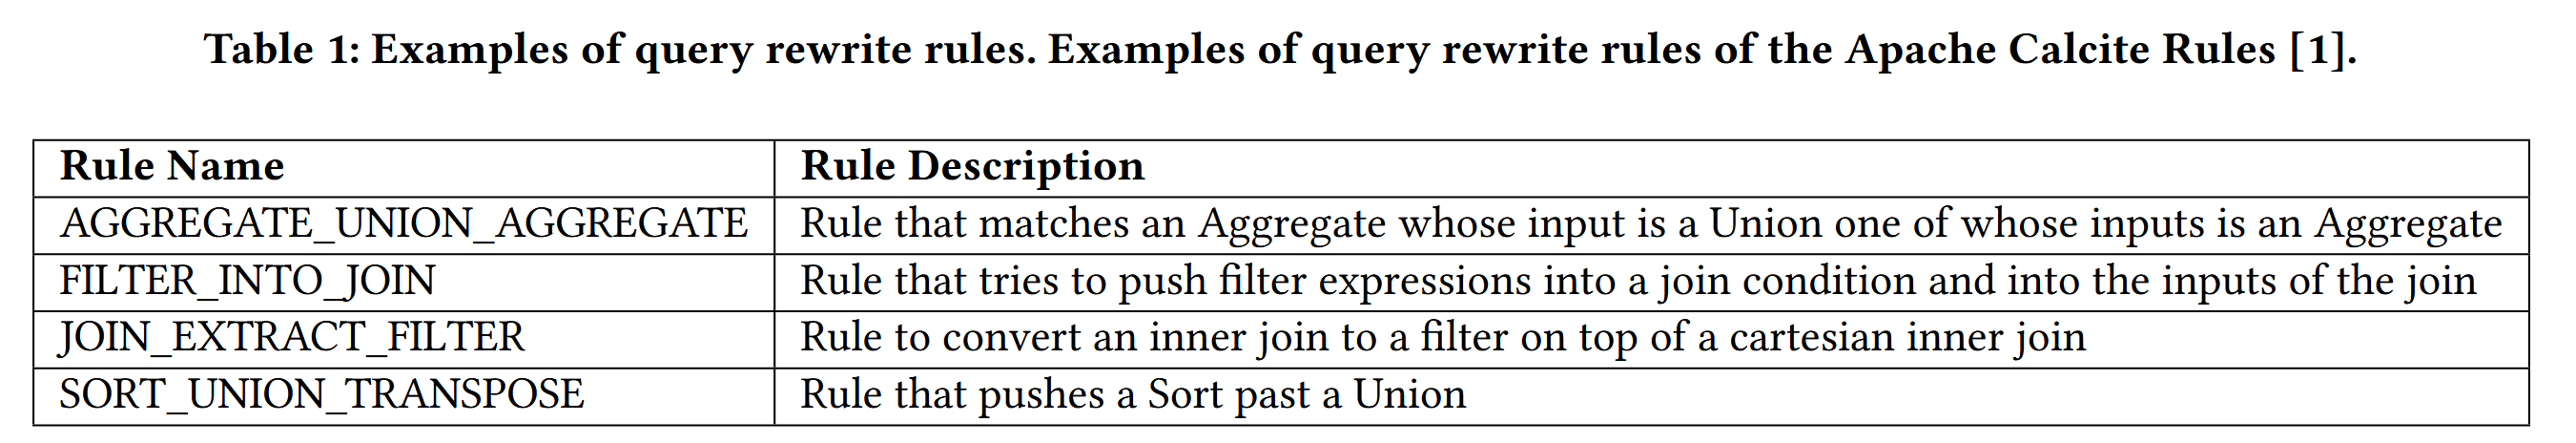 Table 1: Examples of query rewrite rules. Examples of query rewrite rules of the Apache Calcite Rules [1].
Rule Name Rule Description
AGGREGATE_UNION_AGGREGATE Rule that matches an Aggregate whose input is a Union one of whose inputs is an Aggregate
FILTER_INTO_JOIN Rule that tries to push filter expressions into a join condition and into the inputs of the join
JOIN_EXTRACT_FILTER Rule to convert an inner join to a filter on top of a cartesian inner join
SORT_UNION_TRANSPOSE Rule that pushes a Sort past a Union